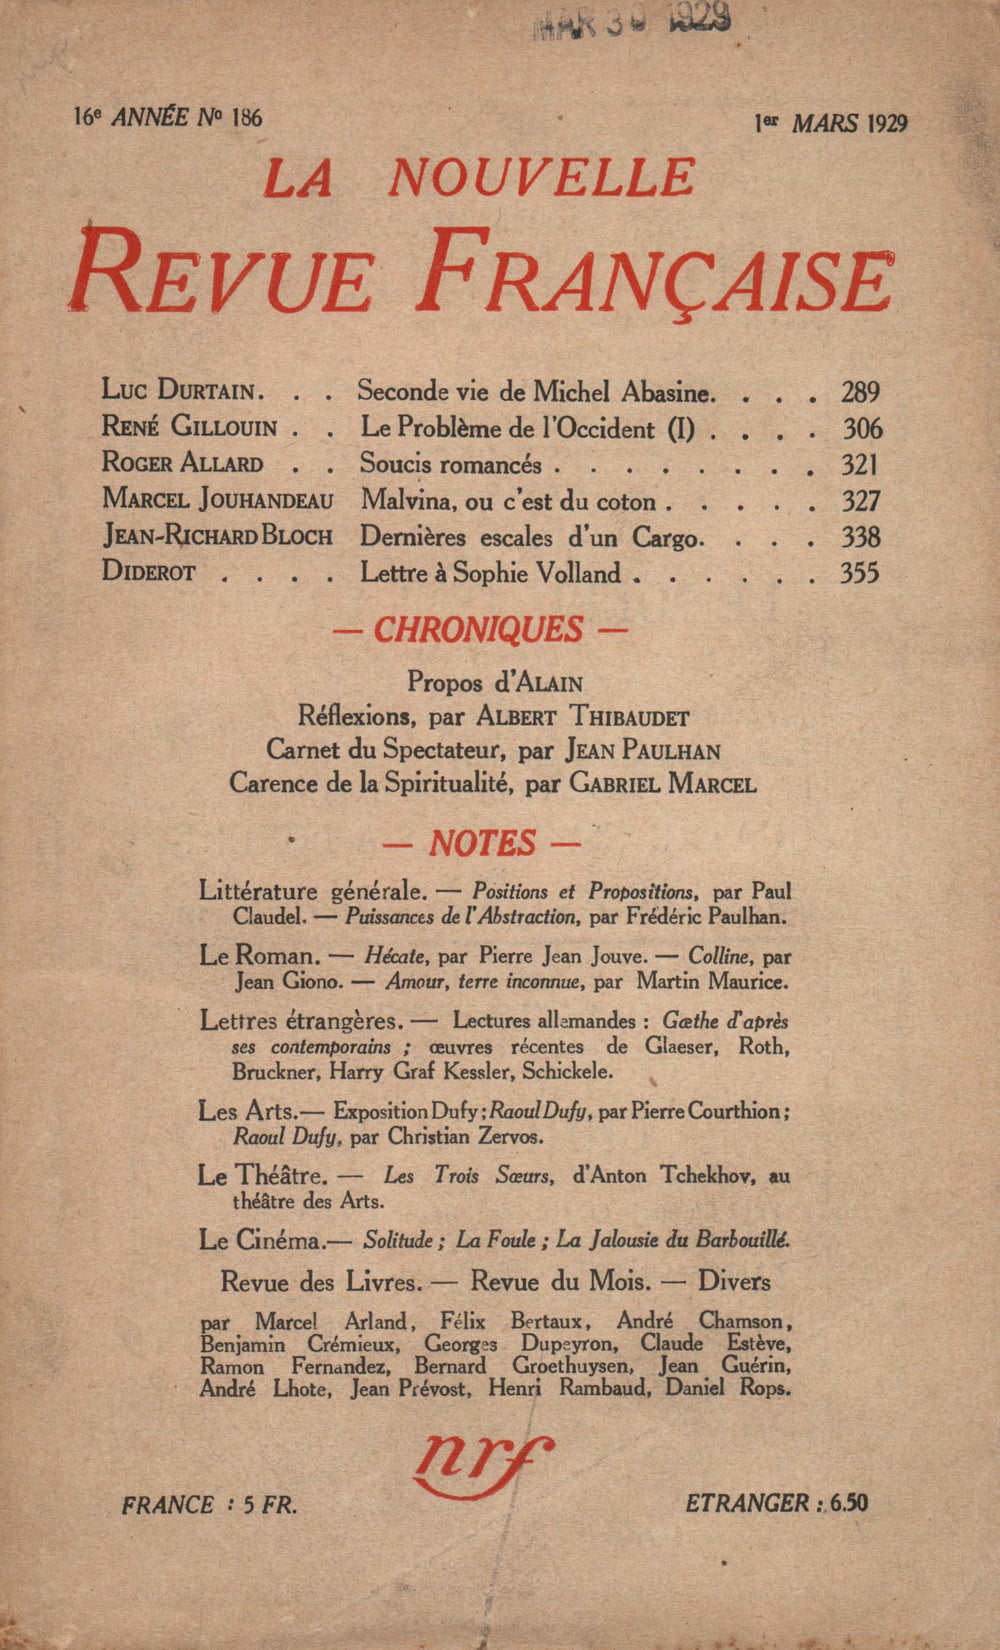 MAR 30 1929
16e ANNÉE No 186
1er MARS 1929
LA NOUVELLE
REVUE FRANÇAISE
LUC DURTAIN. . . Seconde vie de Michel Abasine. . . . 289
RENÉ GILLOUIN . . Le Problème de l'Occident (I) . . . . 306
ROGER ALLARD . . Soucis romancés . . . . . . . . 321
MARCEL JOUHANDEAU Malvina, ou c'est du coton . . . . . 327
JEAN-RICHARD BLOCH Dernières escales d'un Cargo. . . . 338
DIDEROT . . . . Lettre à Sophie Volland . . . . . . 355
— CHRONIQUES —
Propos d'ALAIN
Réflexions, par ALBERT THIBAUDET
Carnet du Spectateur, par JEAN PAULHAN
Carence de la Spiritualité, par GABRIEL MARCEL
— NOTES —
Littérature générale. — Positions et Propositions, par Paul
Claudel. — Puissances de l'Abstraction, par Frédéric Paulhan.
Le Roman. — Hécate, par Pierre Jean Jouve. — Colline, par
Jean Giono. — Amour, terre inconnue, par Martin Maurice.
Lettres étrangères. — Lectures allemandes : Gœthe d'après
ses contemporains ; œuvres récentes de Glaeser, Roth,
Bruckner, Harry Graf Kessler, Schickele.
Les Arts.— Exposition Dufy ; Raoul Dufy, par Pierre Courthion ;
Raoul Dufy, par Christian Zervos.
Le Théâtre. — Les Trois Sœurs, d'Anton Tchekhov, au
théâtre des Arts.
Le Cinéma.— Solitude ; La Foule ; La Jalousie du Barbouillé.
Revue des Livres. — Revue du Mois. — Divers
par Marcel Arland, Félix Bertaux, André Chamson,
Benjamin Crémieux, Georges Dupeyron, Claude Estève,
Ramon Fernandez, Bernard Groethuysen, Jean Guérin,
André Lhote, Jean Prévost, Henri Rambaud, Daniel Rops.
nrf
FRANCE : 5 FR.
ETRANGER : 6.50